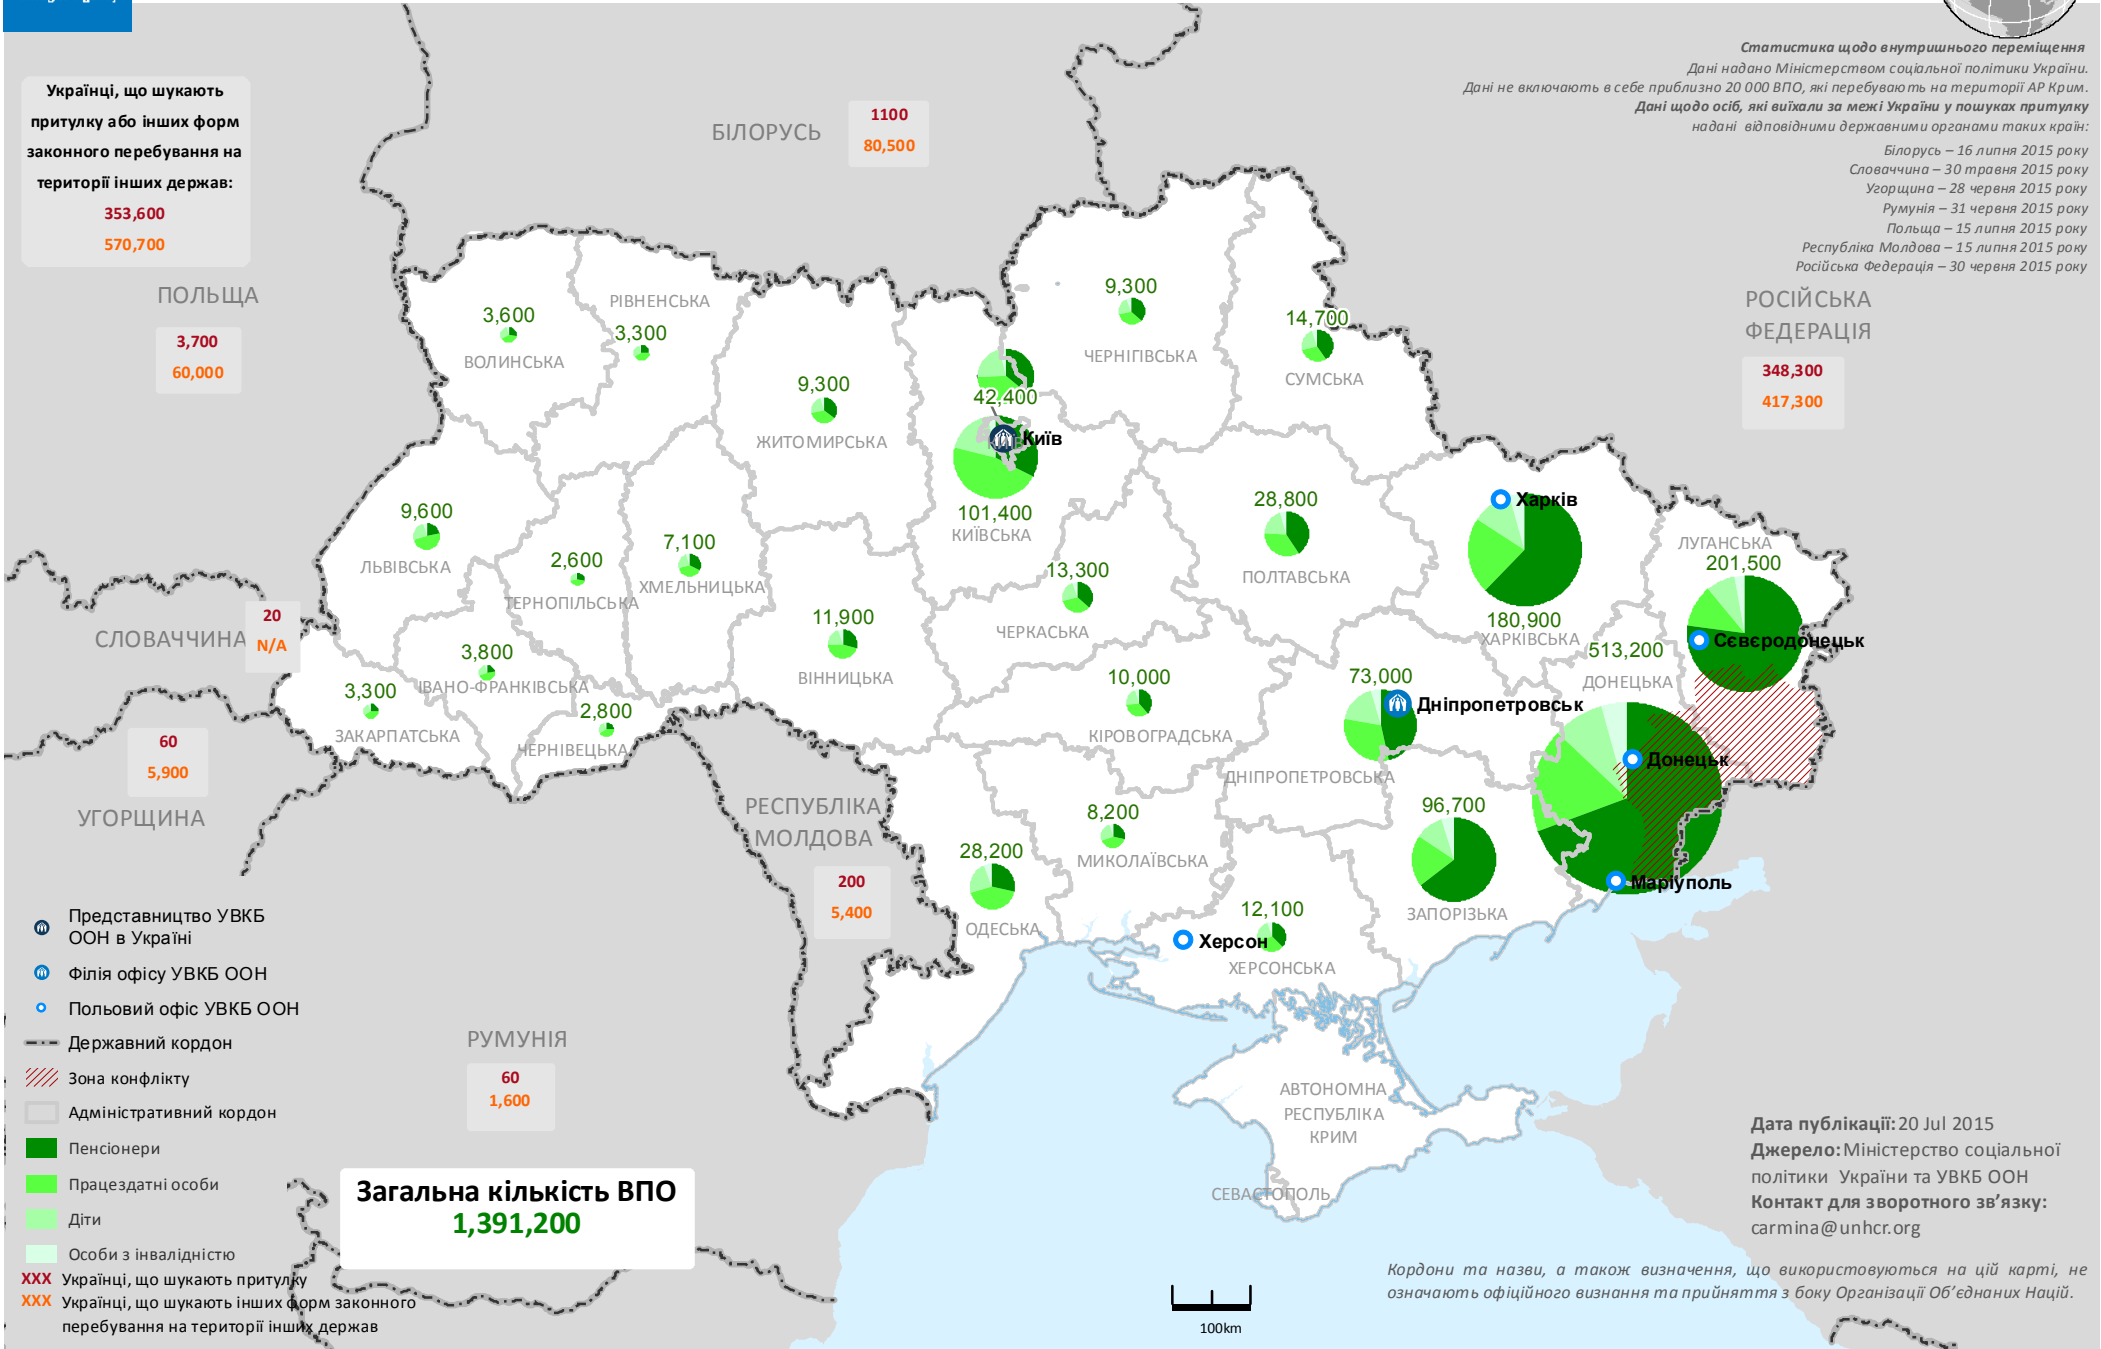 Статистика щодо внутришнього переміщення
Дані надано Міністерством соціальної політики України.
Дані не включають в себе приблизно 20 000 ВПО, які перебувають на території АР Крим.
Дані щодо осіб, які виїхали за межі України у пошуках притулку
надані відповідними державними органами таких країн:
Білорусь – 16 липня 2015 року
Словаччина – 30 травня 2015 року
Угорщина – 28 червня 2015 року
Румунія – 31 червня 2015 року
Польща – 15 липня 2015 року
Республіка Молдова – 15 липня 2015 року
Російська Федерація – 30 червня 2015 року
Українці, що шукають
притулку або інших форм
законного перебування на
території інших держав:
353,600
570,700
БІЛОРУСЬ
1100
80,500
ПОЛЬЩА
3,700
60,000
РОСІЙСЬКА
ФЕДЕРАЦІЯ
348,300
417,300
3,600
ВОЛИНСЬКА
РІВНЕНСЬКА
3,300
9,300
ЖИТОМИРСЬКА
42,400
Київ
101,400
КИЇВСЬКА
9,300
ЧЕРНІГІВСЬКА
14,700
СУМСЬКА
9,600
ЛЬВІВСЬКА
2,600
ТЕРНОПІЛЬСЬКА
7,100
ХМЕЛЬНИЦЬКА
11,900
ВІННИЦЬКА
13,300
ЧЕРКАСЬКА
28,800
ПОЛТАВСЬКА
Харків
180,900
ХАРКІВСЬКА
ЛУГАНСЬКА
201,500
Сєвєродонецьк
513,200
ДОНЕЦЬКА
Донецьк
Маріуполь
СЛОВАЧЧИНА
20
N/A
3,800
ІВАНО-ФРАНКІВСЬКА
3,300
ЗАКАРПАТСЬКА
2,800
ЧЕРНІВЕЦЬКА
10,000
КІРОВОГРАДСЬКА
73,000
Дніпропетровськ
ДНІПРОПЕТРОВСЬКА
60
5,900
УГОРЩИНА
РЕСПУБЛІКА
МОЛДОВА
200
5,400
8,200
МИКОЛАЇВСЬКА
28,200
ОДЕСЬКА
96,700
ЗАПОРІЗЬКА
12,100
Херсон
ХЕРСОНСЬКА
РУМУНІЯ
60
1,600
АВТОНОМНА
РЕСПУБЛІКА
КРИМ
СЕВАСТОПОЛЬ
Представництво УВКБ
ООН в Україні
Філія офісу УВКБ ООН
Польовий офіс УВКБ ООН
Державний кордон
Зона конфлікту
Адміністративний кордон
Пенсіонери
Працездатні особи
Діти
Особи з інвалідністю
XXX Українці, що шукають притулку
XXX Українці, що шукають інших форм законного
перебування на території інших держав
Загальна кількість ВПО
1,391,200
Дата публікації: 20 Jul 2015
Джерело: Міністерство соціальної
політики України та УВКБ ООН
Контакт для зворотного зв’язку:
carmina@unhcr.org
Кордони та назви, а також визначення, що використовуються на цій карті, не
означають офіційного визнання та прийняття з боку Організації Об’єднаних Націй.
100km